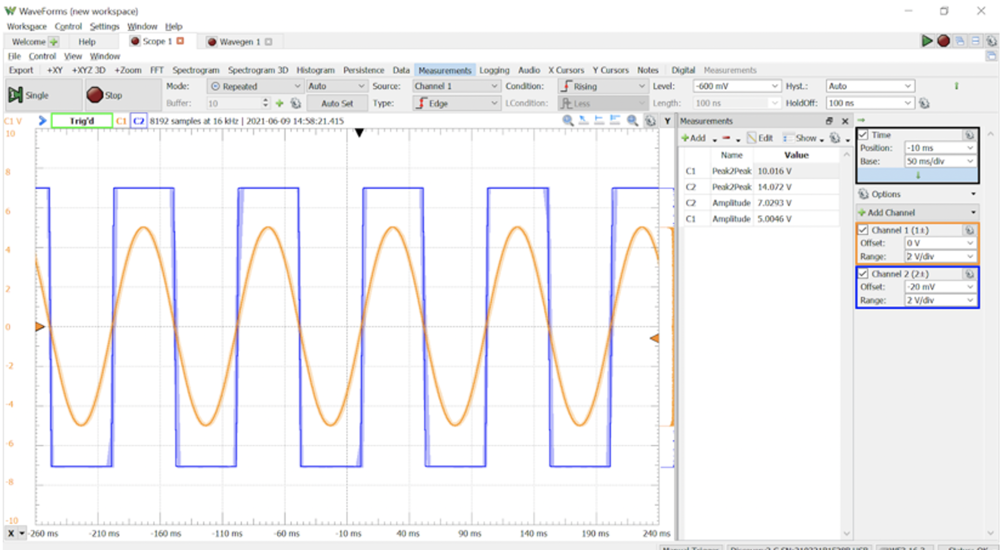 WaveForms (new workspace)
Workspace Control Settings Window Help
Welcome Help Scope 1 Wavegen 1
File Control View Window
Export +XY +XYZ 3D +Zoom FFT Spectrogram Spectrogram 3D Histogram Persistence Data Measurements Logging Audio X Cursors Y Cursors Notes Digital Measurements
Single Stop Mode: Repeated Auto Source: Channel 1 Condition: Rising Level: -600 mV Hyst.: Auto
Buffer: 10 Auto Set Type: Edge LCondition: Less Length: 100 ns HoldOff: 100 ns
C1 V Trig'd C1 C2 8192 samples at 16 kHz | 2021-06-09 14:58:21.415 Y
10
8
6
4
2
0
-2
-4
-6
-8
-10
X -260 ms -210 ms -160 ms -110 ms -60 ms -10 ms 40 ms 90 ms 140 ms 190 ms 240 ms
Measurements
Add Edit Show
Name Value
C1 Peak2Peak 10.016 V
C2 Peak2Peak 14.072 V
C2 Amplitude 7.0293 V
C1 Amplitude 5.0046 V
Time
Position: -10 ms
Base: 50 ms/div
Options
Add Channel
Channel 1 (1±)
Offset: 0 V
Range: 2 V/div
Channel 2 (2±)
Offset: -20 mV
Range: 2 V/div
Manual Trigger